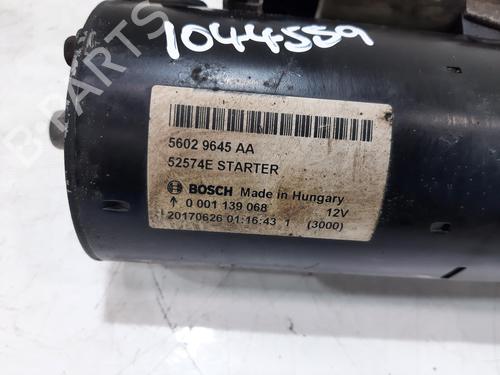 1044559
B-PARTS
5602 9645 AA
52574E STARTER
BOSCH Made in Hungary
↑ 0 001 139 068 12V
20170626 01:16:43 1 (3000)